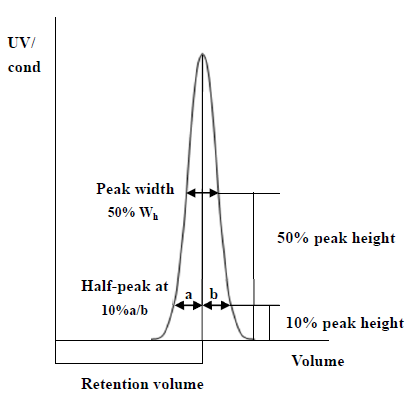 UV/
cond
Peak width
50% Wh
50% peak height
Half-peak at
10%a/b
a
b
10% peak height
Volume
Retention volume